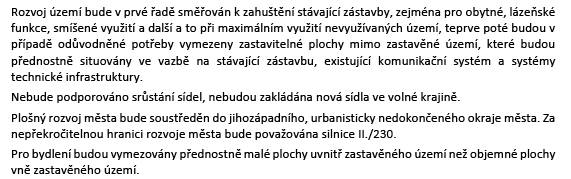 Rozvoj území bude v prvé řadě směřován k zahuštění stávající zástavby, zejména pro obytné, lázeňské
funkce, smíšené využití a další a to při maximálním využití nevyužívaných území, teprve poté budou v
případě odůvodněné potřeby vymezeny zastavitelné plochy mimo zastavěné území, které budou
přednostně situovány ve vazbě na stávající zástavbu, existující komunikační systém a systémy
technické infrastruktury.
Nebude podporováno srůstání sídel, nebudou zakládána nová sídla ve volné krajině.
Plošný rozvoj města bude soustředěn do jihozápadního, urbanisticky nedokončeného okraje města. Za
nepřekročitelnou hranici rozvoje města bude považována silnice II./230.
Pro bydlení budou vymezovány přednostně malé plochy uvnitř zastavěného území než objemné plochy
vně zastavěného území.